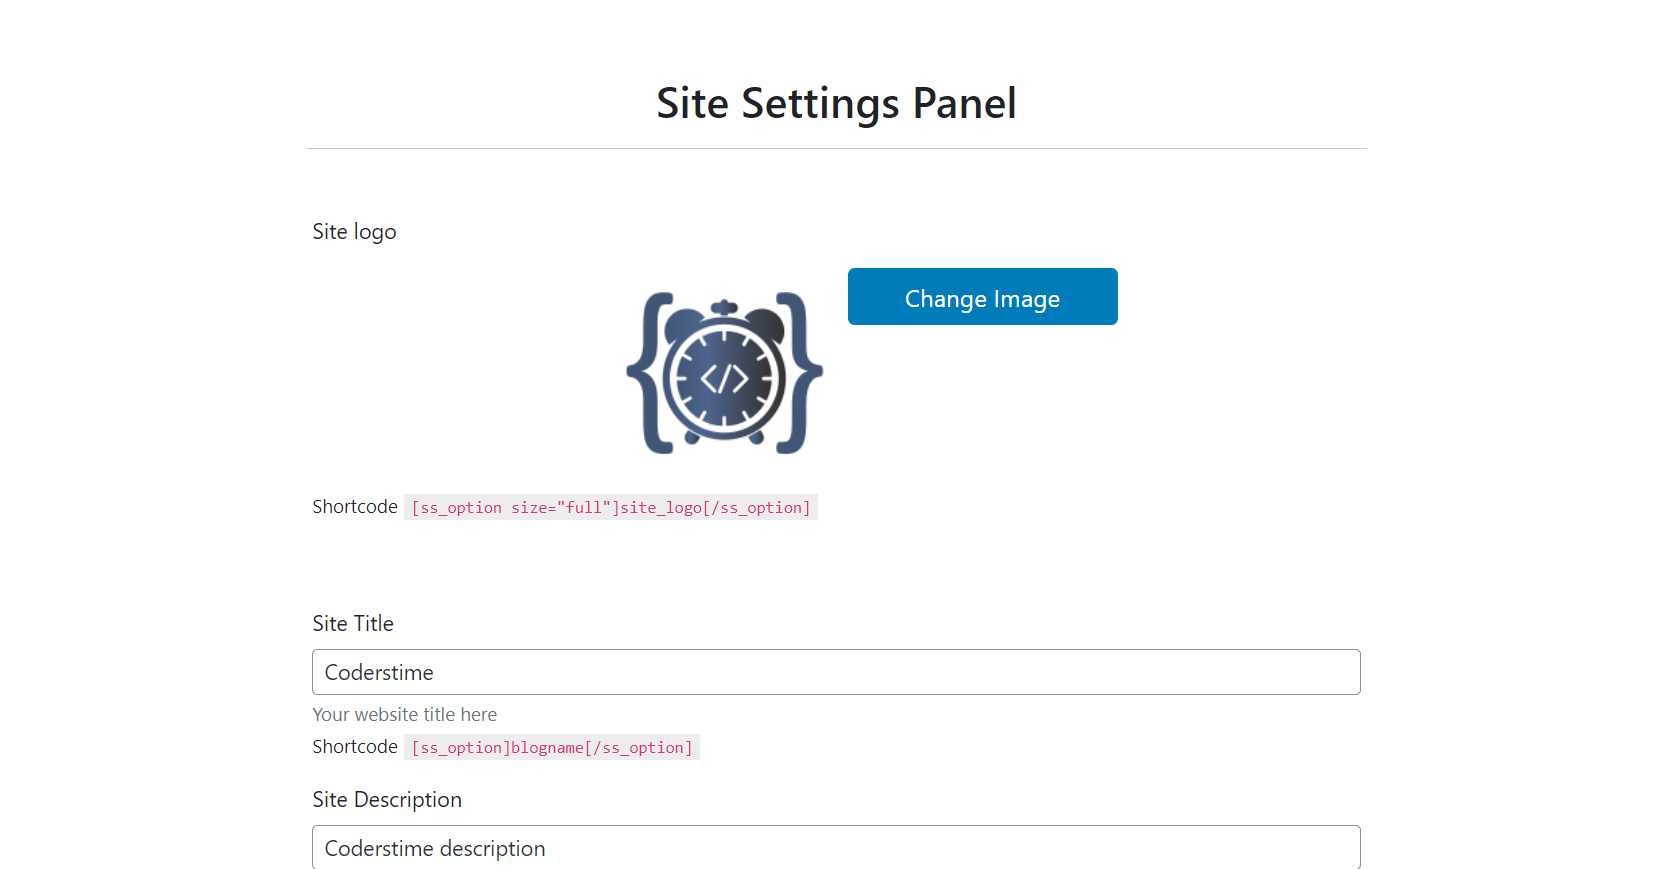 Site Settings Panel
Site logo
Change Image
</>
Shortcode [ss_option size="full"]site_logo[/ss_option]
Site Title
Coderstime
Your website title here
Shortcode [ss_option]blogname[/ss_option]
Site Description
Coderstime description